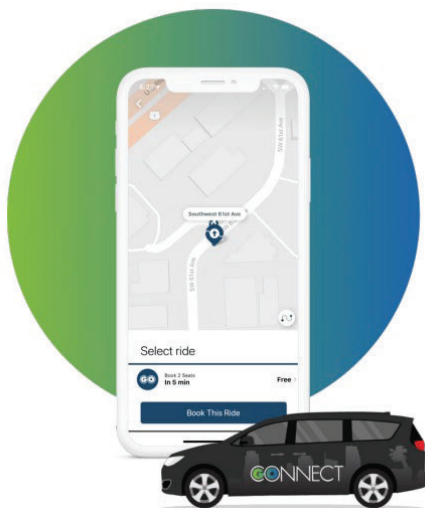 SW 61st Ave
Southwest 61st Ave
SW 61st Ave
Select ride
GO
Book 2 Seats
In 5 min
Free
Book This Ride
GO
CONNECT